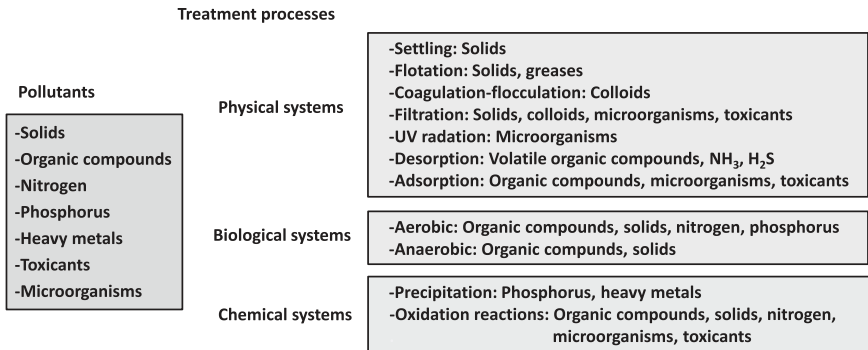 Treatment processes
Pollutants
-Solids
-Organic compounds
-Nitrogen
-Phosphorus
-Heavy metals
-Toxicants
-Microorganisms
Physical systems
-Settling: Solids
-Flotation: Solids, greases
-Coagulation-flocculation: Colloids
-Filtration: Solids, colloids, microorganisms, toxicants
-UV radation: Microorganisms
-Desorption: Volatile organic compounds, NH₃, H₂S
-Adsorption: Organic compounds, microorganisms, toxicants
Biological systems
-Aerobic: Organic compounds, solids, nitrogen, phosphorus
-Anaerobic: Organic compunds, solids
Chemical systems
-Precipitation: Phosphorus, heavy metals
-Oxidation reactions: Organic compounds, solids, nitrogen,
microorganisms, toxicants